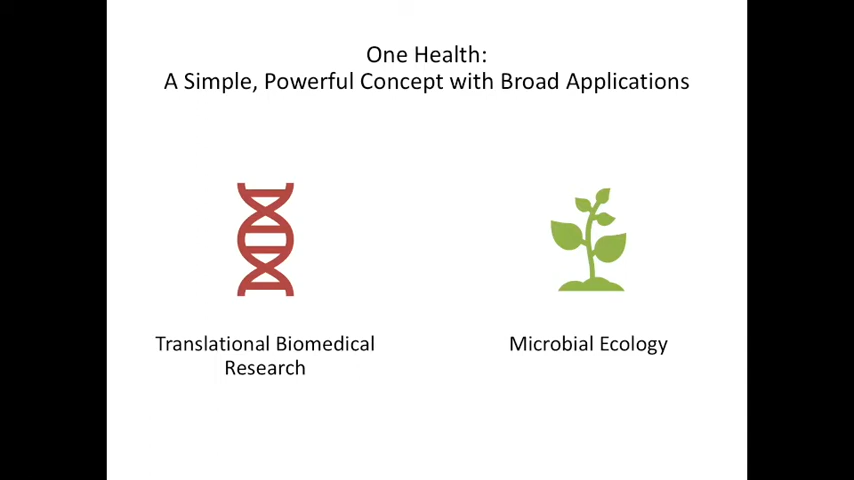 One Health:
A Simple, Powerful Concept with Broad Applications
Translational Biomedical
Research
Microbial Ecology